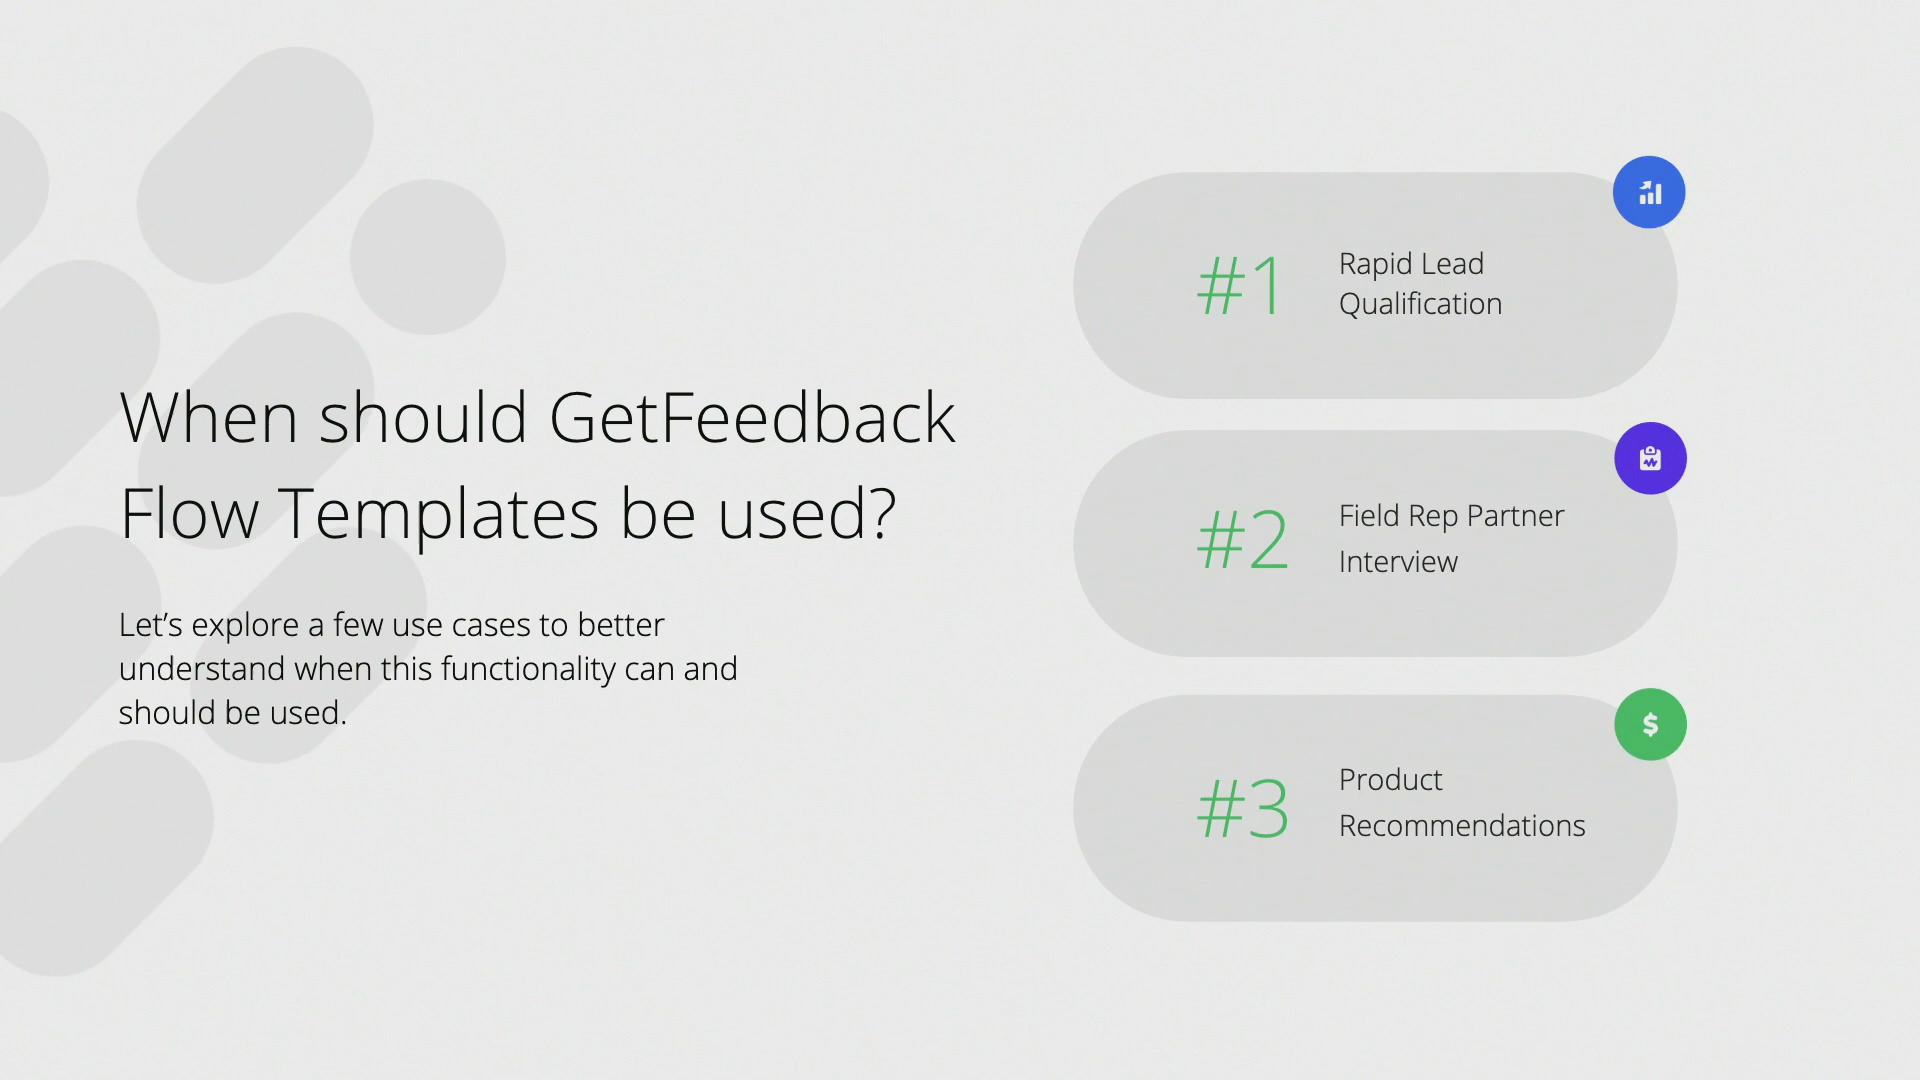 When should GetFeedback
Flow Templates be used?
Let’s explore a few use cases to better
understand when this functionality can and
should be used.
#1
Rapid Lead
Qualification
#2
Field Rep Partner
Interview
#3
Product
Recommendations